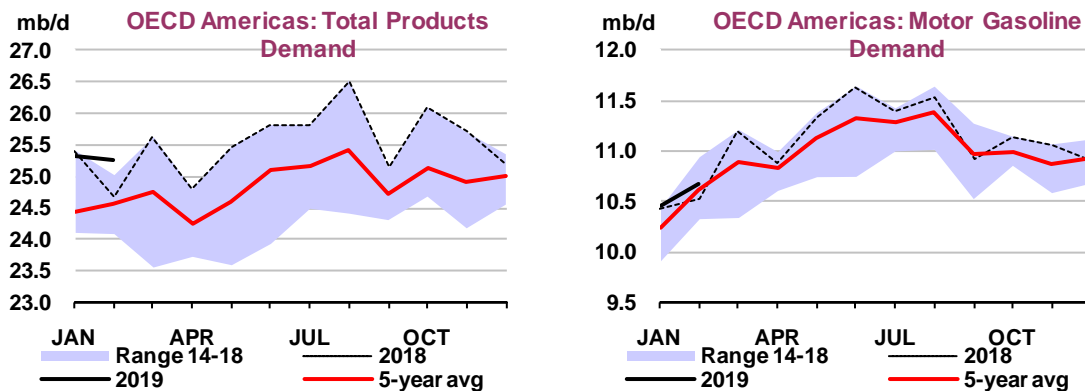 mb/d
OECD Americas: Total Products
Demand
27.0
26.5
26.0
25.5
25.0
24.5
24.0
23.5
23.0
JAN
APR
JUL
OCT
Range 14-18
2018
2019
5-year avg
mb/d
OECD Americas: Motor Gasoline
Demand
12.0
11.5
11.0
10.5
10.0
9.5
JAN
APR
JUL
OCT
Range 14-18
2018
2019
5-year avg